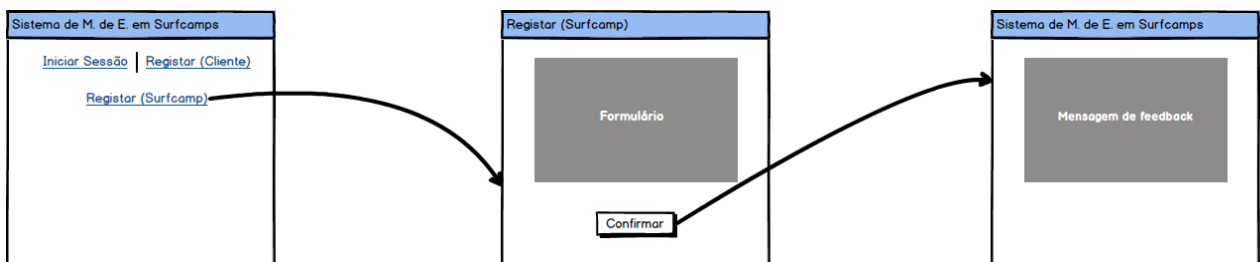 Sistema de M. de E. em Surfcamps
Iniciar Sessão | Registar (Cliente)
Registar (Surfcamp)
Registar (Surfcamp)
Formulário
Confirmar
Sistema de M. de E. em Surfcamps
Mensagem de feedback